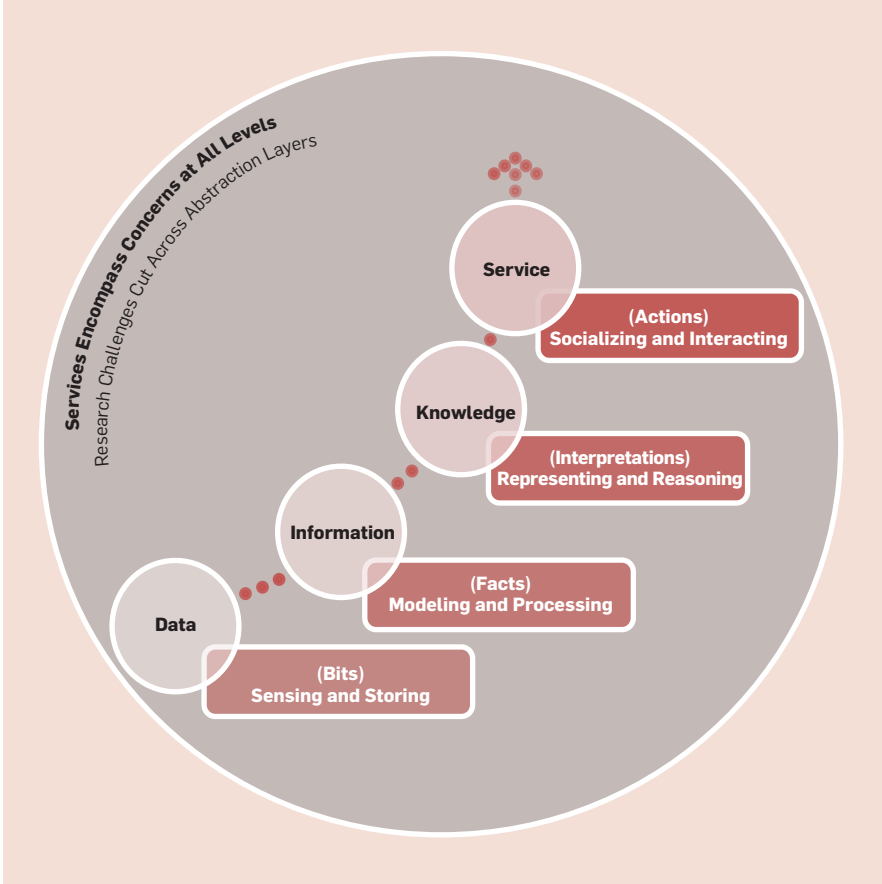 Services Encompass Concerns at All Levels
Research Challenges Cut Across Abstraction Layers
Service
(Actions)
Socializing and Interacting
Knowledge
(Interpretations)
Representing and Reasoning
Information
(Facts)
Modeling and Processing
Data
(Bits)
Sensing and Storing